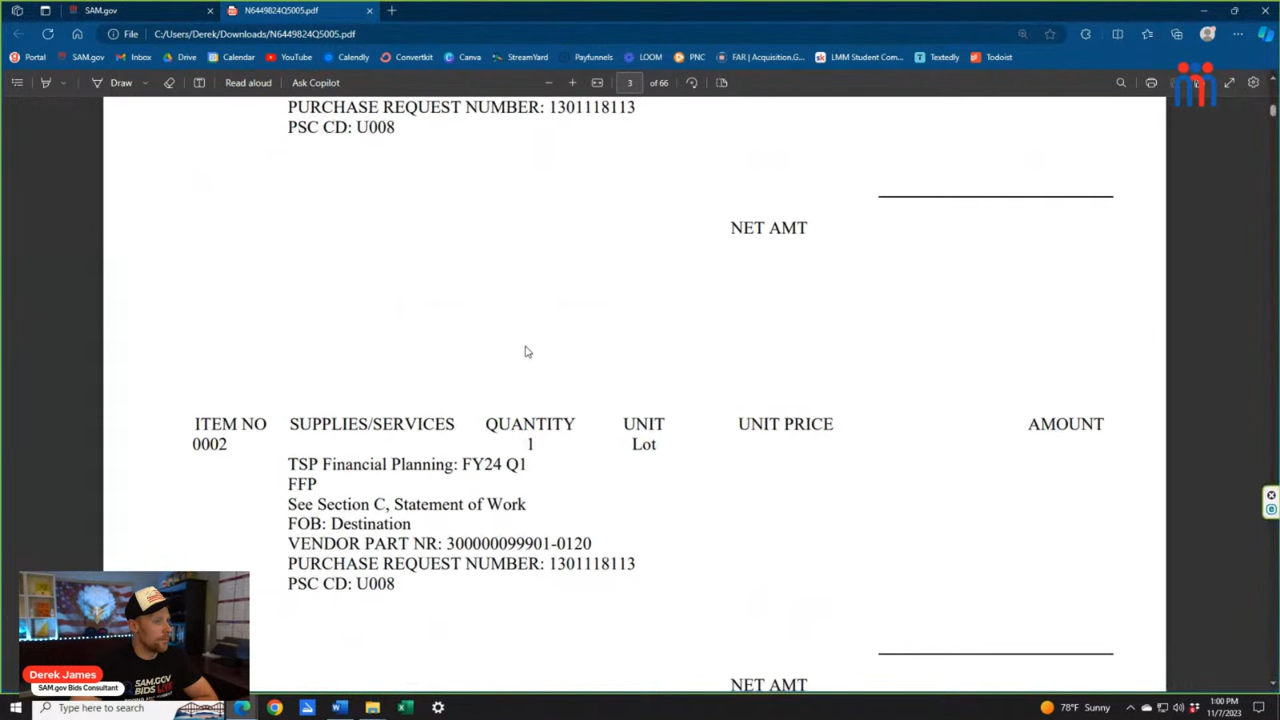 SAM.gov
N6449824Q5005.pdf
File C:/Users/Derek/Downloads/N6449824Q5005.pdf
Portal SAM.gov Inbox Drive Calendar YouTube Calendly Convertkit Canva StreamYard Payfunnels LOOM PNC FAR | Acquisition.G... LMM Student Com... Textedly Todoist
Draw Read aloud Ask Copilot 3 of 66
PURCHASE REQUEST NUMBER: 1301118113
PSC CD: U008
NET AMT
ITEM NO SUPPLIES/SERVICES QUANTITY UNIT UNIT PRICE AMOUNT
0002 1 Lot
TSP Financial Planning: FY24 Q1
FFP
See Section C, Statement of Work
FOB: Destination
VENDOR PART NR: 300000099901-0120
PURCHASE REQUEST NUMBER: 1301118113
PSC CD: U008
NET AMT
SAM.GOV
BIDS LIVE
Derek James
SAM.gov Bids Consultant
Type here to search
78°F Sunny
1:00 PM
11/7/2023